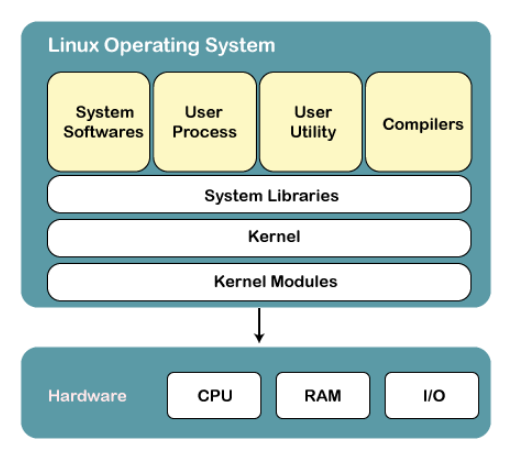 Linux Operating System
System
Softwares
User
Process
User
Utility
Compilers
System Libraries
Kernel
Kernel Modules
Hardware
CPU
RAM
I/O